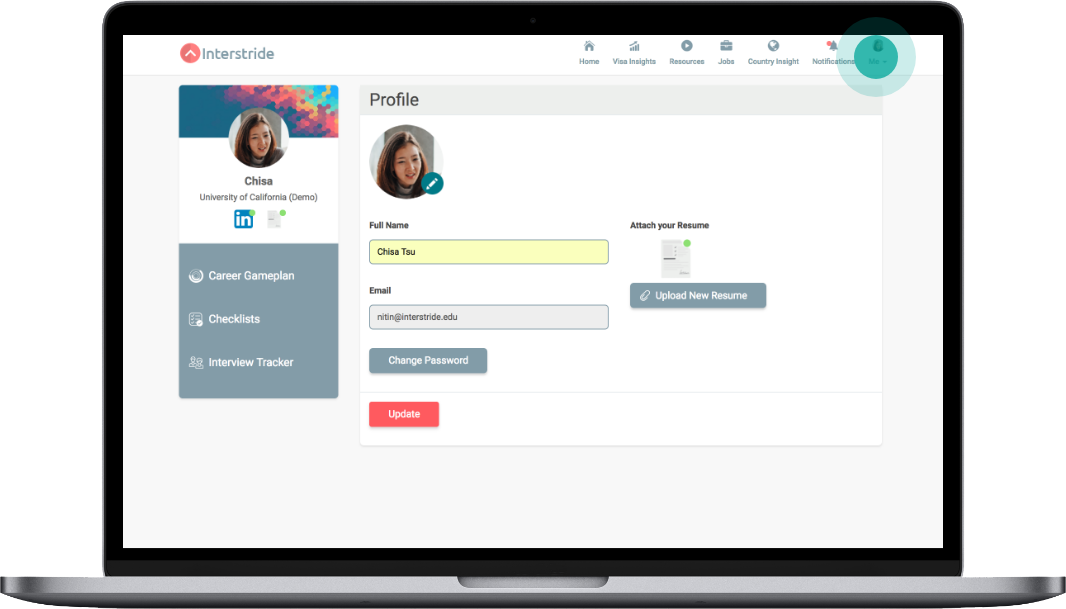 Interstride
Home
Visa Insights
Resources
Jobs
Country Insight
Notifications
Me
Chisa
University of California (Demo)
in
Career Gameplan
Checklists
Interview Tracker
Profile
Full Name
Chisa Tsu
Email
nitin@interstride.edu
Change Password
Update
Attach your Resume
Upload New Resume